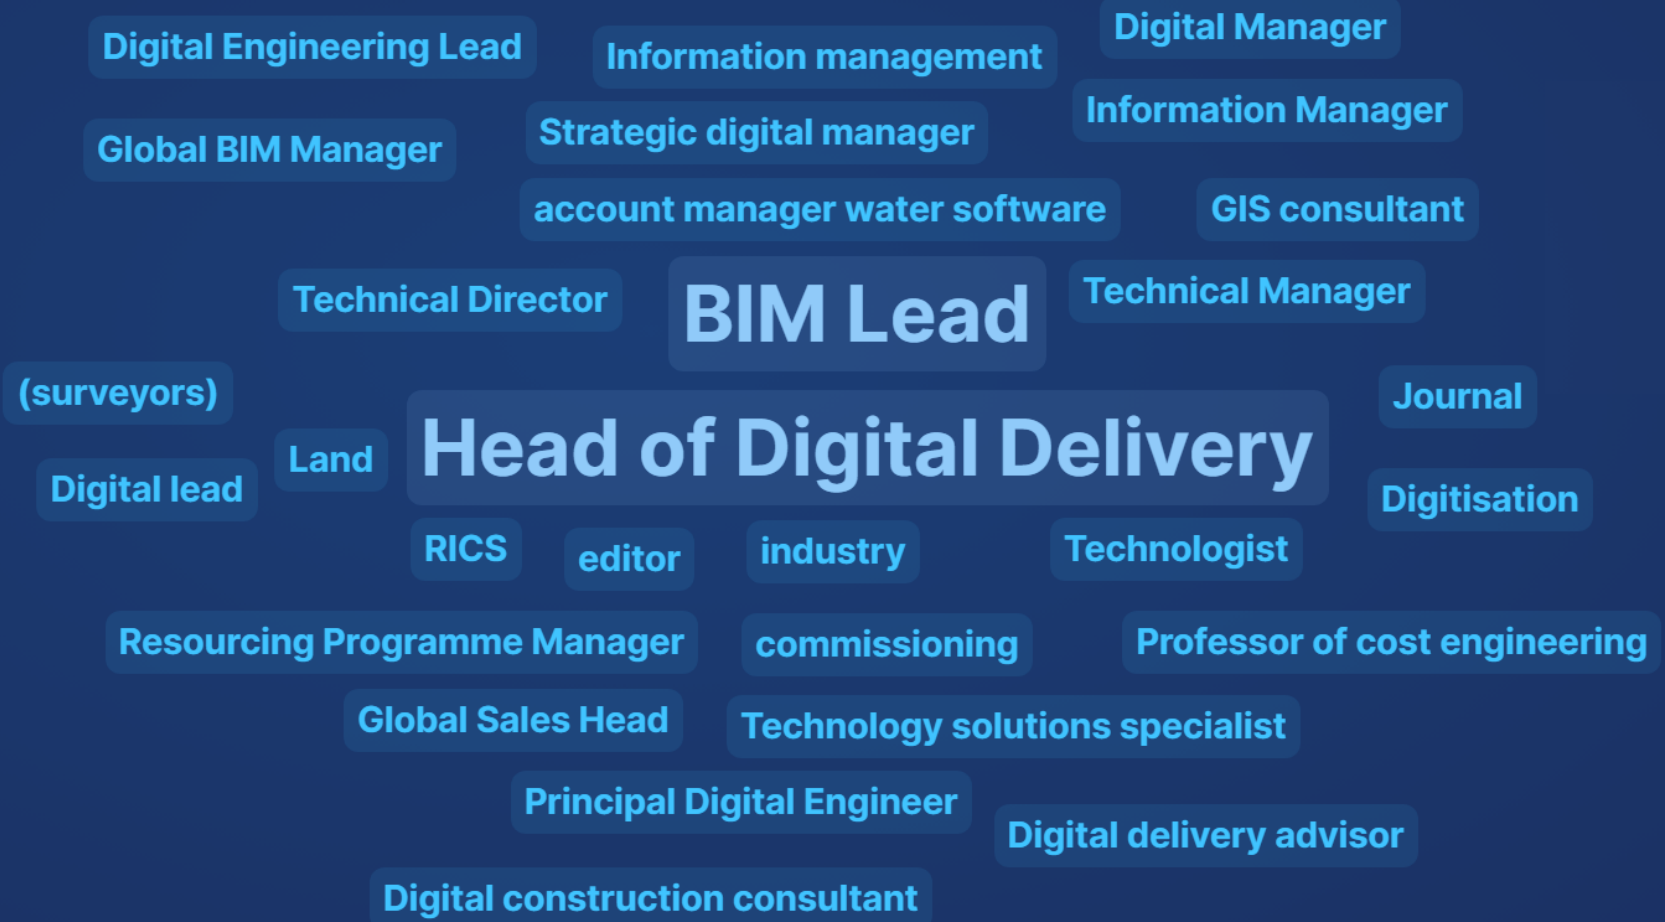 Digital Manager
Digital Engineering Lead
Information management
Information Manager
Strategic digital manager
Global BIM Manager
account manager water software
GIS consultant
Technical Director
BIM Lead
Technical Manager
(surveyors)
Journal
Head of Digital Delivery
Land
Digital lead
Digitisation
RICS
editor
industry
Technologist
Resourcing Programme Manager
commissioning
Professor of cost engineering
Global Sales Head
Technology solutions specialist
Principal Digital Engineer
Digital delivery advisor
Digital construction consultant